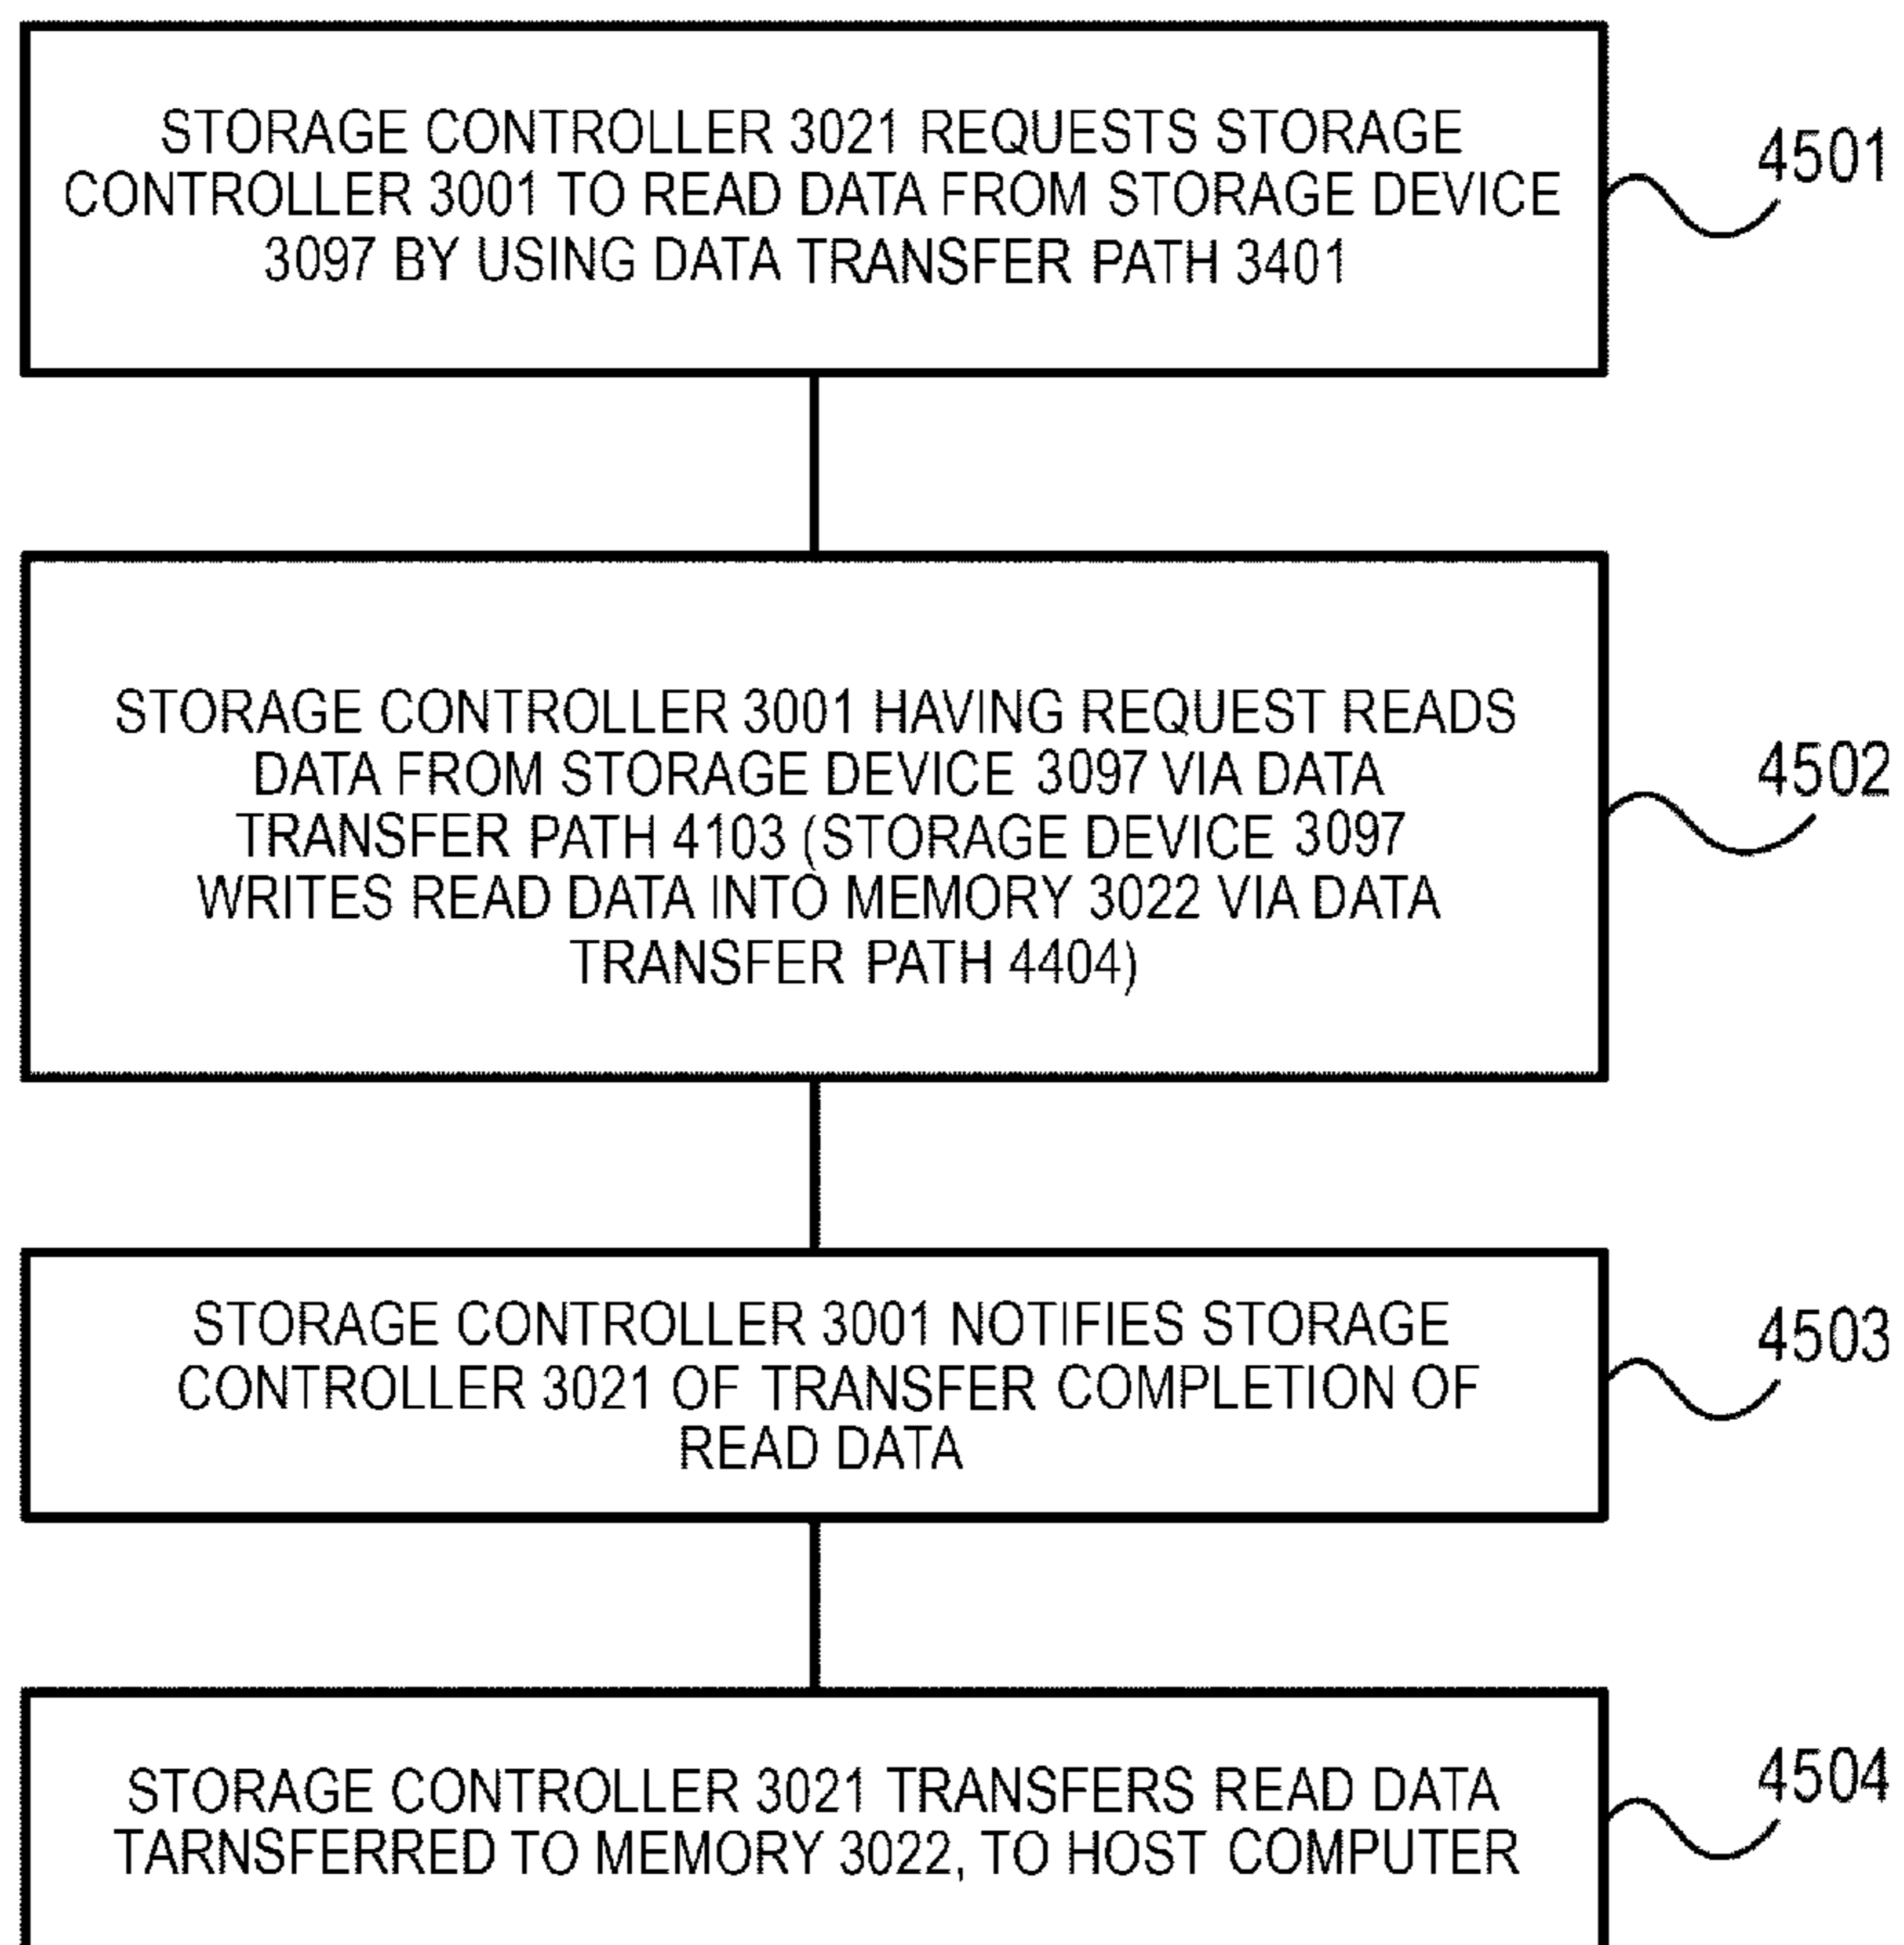 STORAGE CONTROLLER 3021 REQUESTS STORAGE
CONTROLLER 3001 TO READ DATA FROM STORAGE DEVICE
3097 BY USING DATA TRANSFER PATH 3401
4501
STORAGE CONTROLLER 3001 HAVING REQUEST READS
DATA FROM STORAGE DEVICE 3097 VIA DATA
TRANSFER PATH 4103 (STORAGE DEVICE 3097
WRITES READ DATA INTO MEMORY 3022 VIA DATA
TRANSFER PATH 4404)
4502
STORAGE CONTROLLER 3001 NOTIFIES STORAGE
CONTROLLER 3021 OF TRANSFER COMPLETION OF
READ DATA
4503
STORAGE CONTROLLER 3021 TRANSFERS READ DATA
TARNSFERRED TO MEMORY 3022, TO HOST COMPUTER
4504